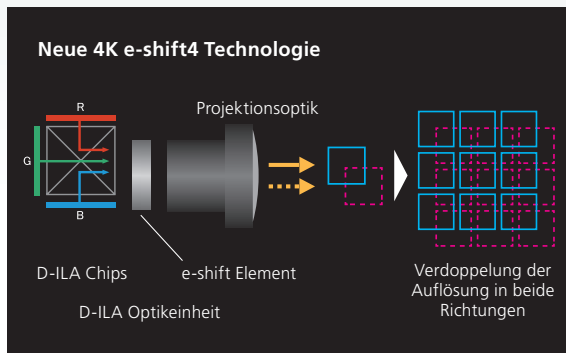 Neue 4K e-shift4 Technologie
Projektionsoptik
R
G
B
D-ILA Chips
e-shift Element
D-ILA Optikeinheit
Verdoppelung der
Auflösung in beide
Richtungen